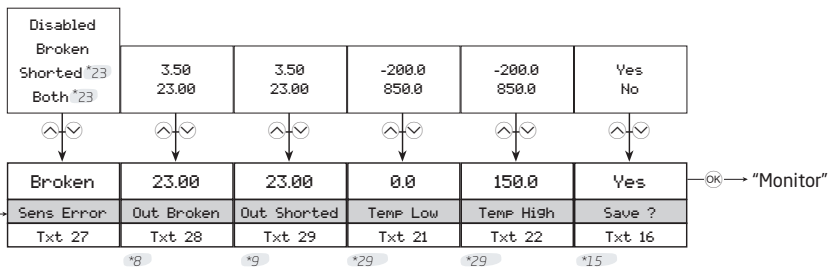 Disabled
Broken
Shorted *23
Both *23
3.50
23.00
3.50
23.00
-200.0
850.0
-200.0
850.0
Yes
No
Broken 23.00 23.00 0.0 150.0 Yes OK "Monitor"
Sens Error Out Broken Out Shorted Temp Low Temp High Save ?
Txt 27 Txt 28 Txt 29 Txt 21 Txt 22 Txt 16
*8 *9 *29 *29 *15